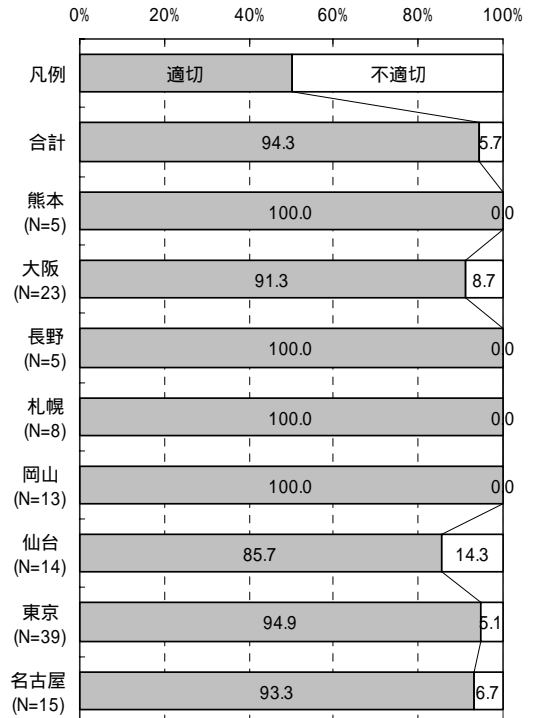 0% 20% 40% 60% 80% 100%
凡例 適切 不適切
合計 94.3 5.7
熊本
(N=5) 100.0 0.0
大阪
(N=23) 91.3 8.7
長野
(N=5) 100.0 0.0
札幌
(N=8) 100.0 0.0
岡山
(N=13) 100.0 0.0
仙台
(N=14) 85.7 14.3
東京
(N=39) 94.9 5.1
名古屋
(N=15) 93.3 6.7